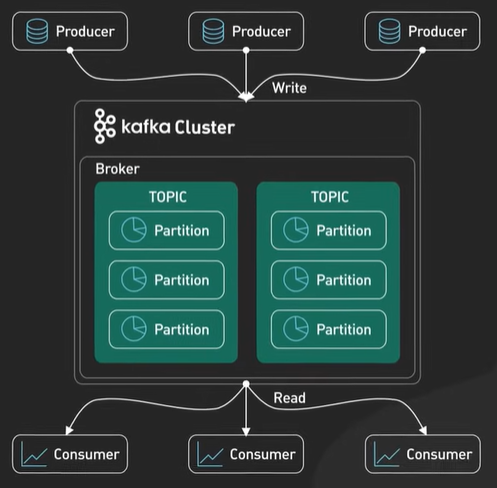 Producer
Producer
Producer
Write
kafka Cluster
Broker
TOPIC
Partition
Partition
Partition
TOPIC
Partition
Partition
Partition
Read
Consumer
Consumer
Consumer